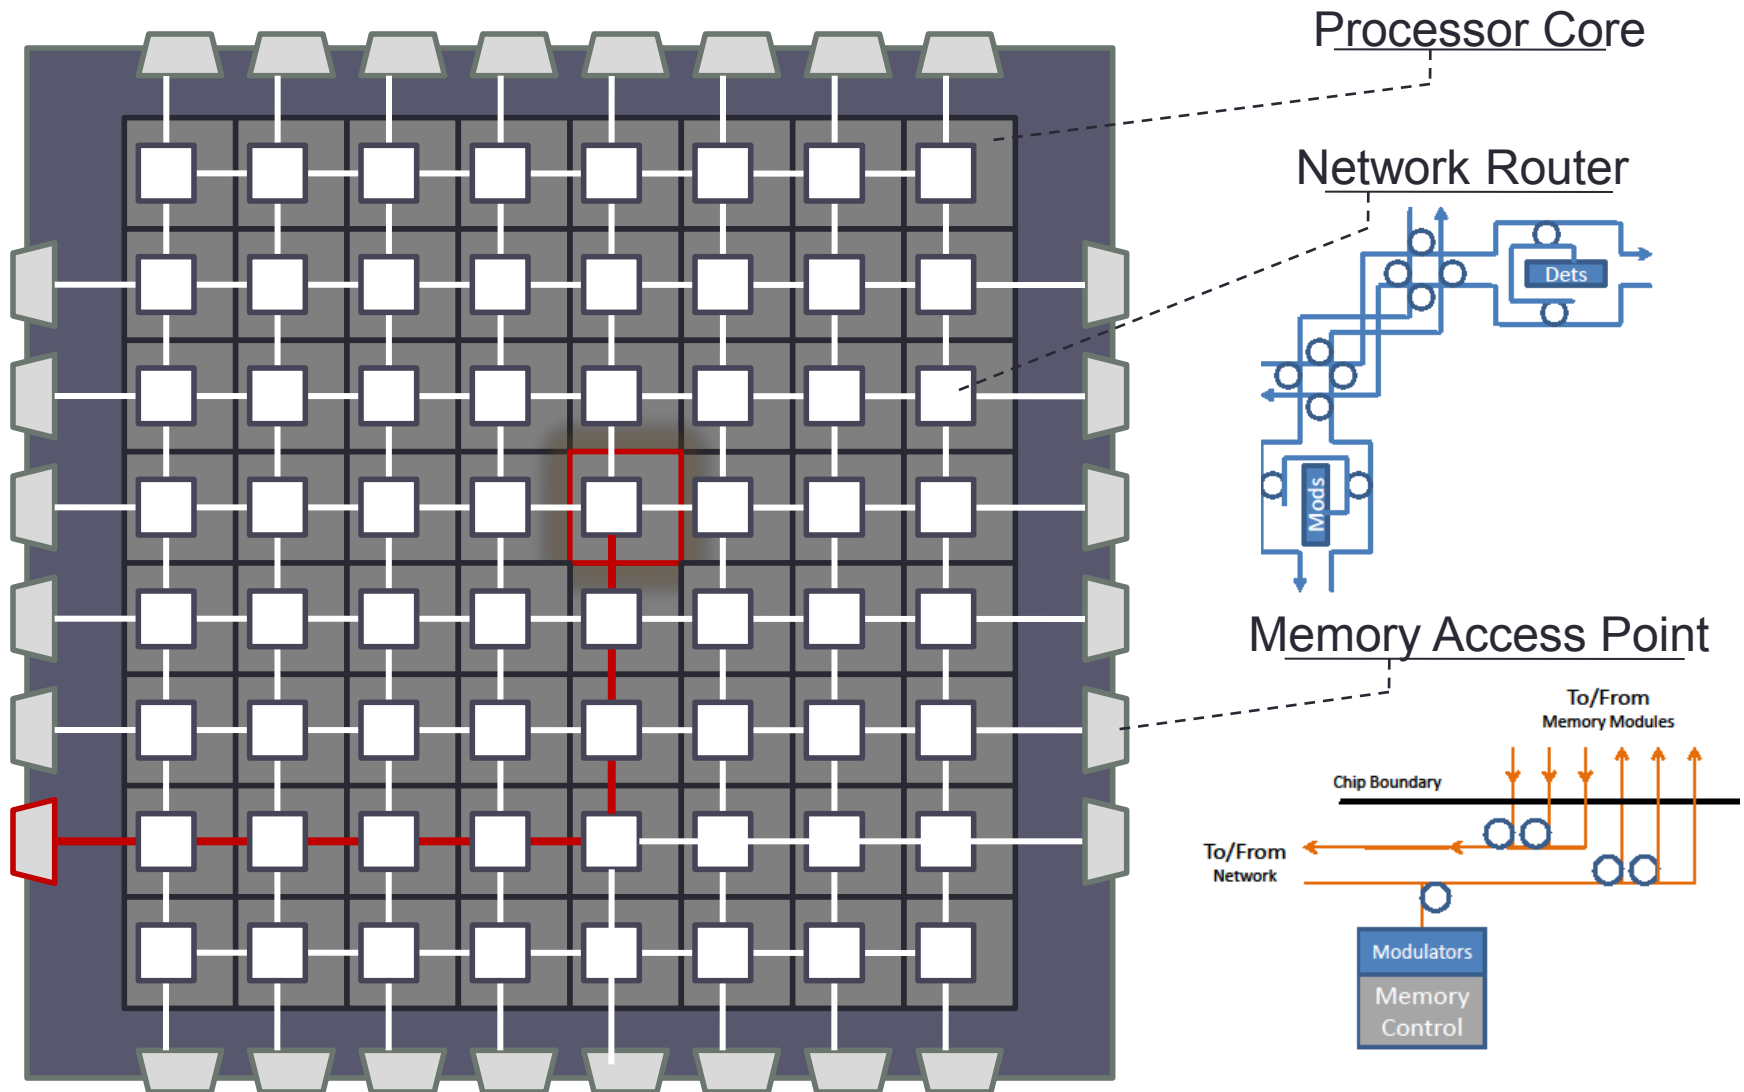 Processor Core
Network Router
Dets
Mods
Memory Access Point
To/From
Memory Modules
Chip Boundary
To/From
Network
Modulators
Memory
Control